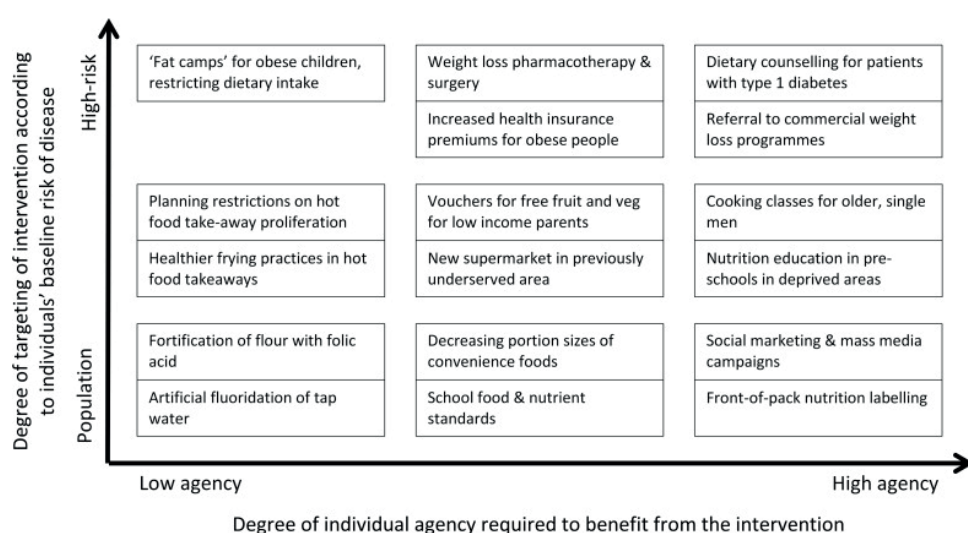 Degree of targeting of intervention according
to individuals' baseline risk of disease
High-risk
Population
'Fat camps' for obese children,
restricting dietary intake
Weight loss pharmacotherapy &
surgery
Increased health insurance
premiums for obese people
Dietary counselling for patients
with type 1 diabetes
Referral to commercial weight
loss programmes
Planning restrictions on hot
food take-away proliferation
Healthier frying practices in hot
food takeaways
Vouchers for free fruit and veg
for low income parents
New supermarket in previously
underserved area
Cooking classes for older, single
men
Nutrition education in pre-
schools in deprived areas
Fortification of flour with folic
acid
Artificial fluoridation of tap
water
Decreasing portion sizes of
convenience foods
School food & nutrient
standards
Social marketing & mass media
campaigns
Front-of-pack nutrition labelling
Low agency
High agency
Degree of individual agency required to benefit from the intervention